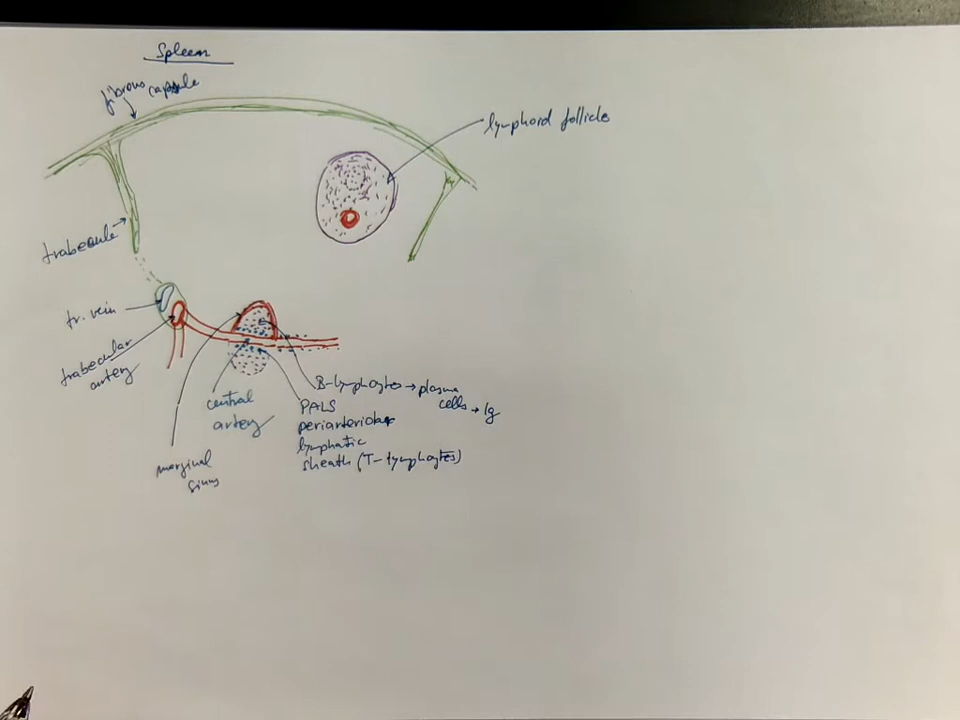 Spleen
fibrous capsule
lymphoid follicle
trabecule
tr. vein
trabecular
artery
central
artery
marginal
sinus
B-lymphocytes → plasma
cells → Ig
PALS
periarteriolar
lymphatic
sheath (T-lymphocytes)